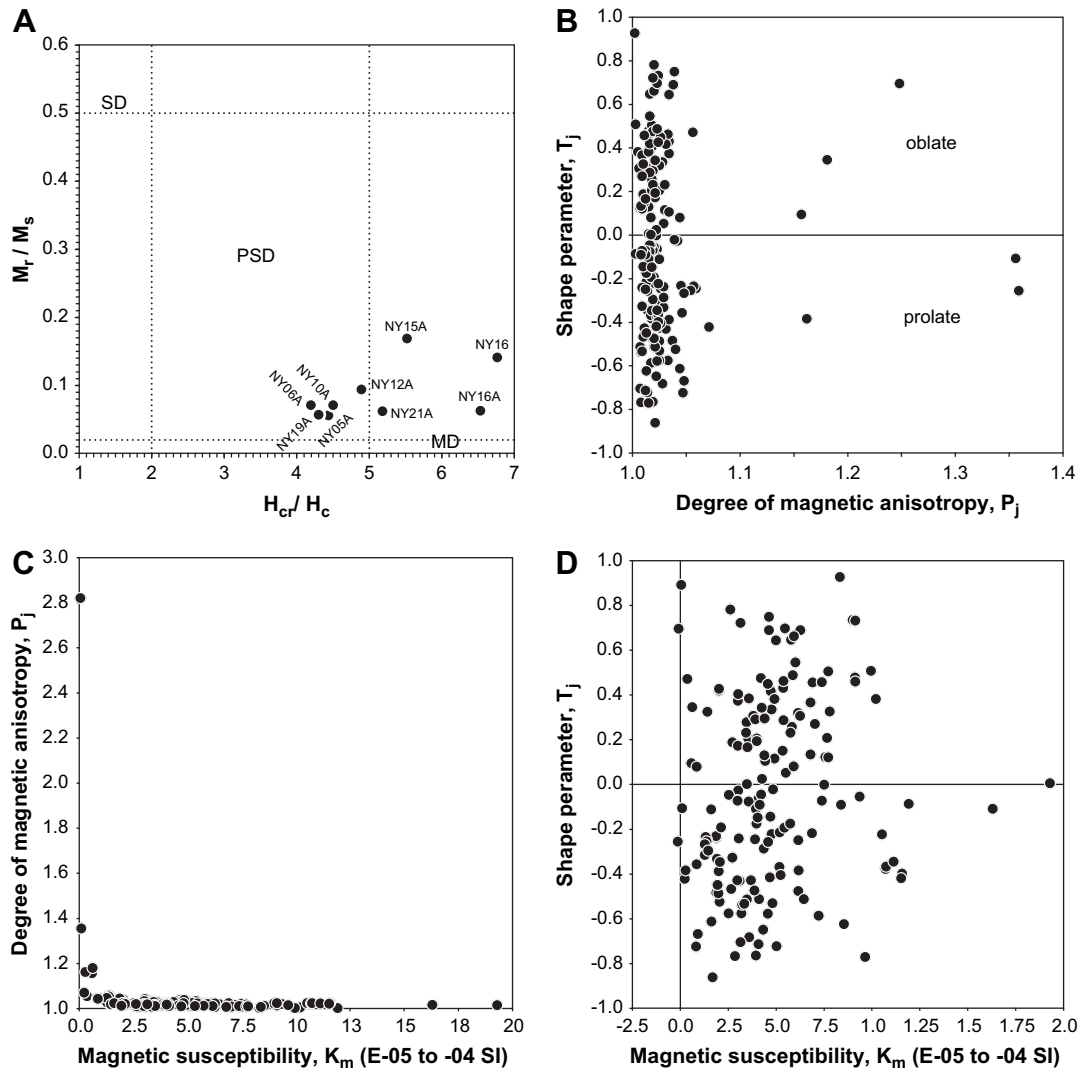 A
0.6
0.5
0.4
0.3
0.2
0.1
0.0
M_r / M_s
SD
PSD
MD
NY15A
NY16
NY06A
NY10A
NY12A
NY16A
NY19A
NY05A
NY21A
1 2 3 4 5 6 7
H_cr / H_c
B
1.0
0.8
0.6
0.4
0.2
0.0
-0.2
-0.4
-0.6
-0.8
-1.0
Shape perameter, T_j
oblate
prolate
1.0 1.1 1.2 1.3 1.4
Degree of magnetic anisotropy, P_j
C
3.0
2.8
2.6
2.4
2.2
2.0
1.8
1.6
1.4
1.2
1.0
Degree of magnetic anisotropy, P_j
0.0 2.5 5.0 7.5 10 13 15 18 20
Magnetic susceptibility, K_m (E-05 to -04 SI)
D
1.0
0.8
0.6
0.4
0.2
0.0
-0.2
-0.4
-0.6
-0.8
-1.0
Shape perameter, T_j
-2.5 0.0 2.5 5.0 7.5 1.0 1.25 1.5 1.75 2.0
Magnetic susceptibility, K_m (E-05 to -04 SI)